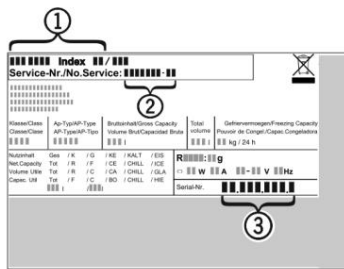 1
Index /
Service-Nr./No.Service: -
2
Klasse/Class Ap-Typ/AP-Type Bruttoinhalt/Gross Capacity Total Gefriervermoegen/Freezing Capacity
Classe/Clase AP-Type/AP-Tipo Volume Brut/Capacidad Bruta volume Pouvoir de Congel./Capac.Congeladora
l kg / 24 h
Nutzinhalt Ges / K / G / KE / KALT / EIS
Net.Capacity Tot / R / F / CE / CHILL / ICE
Volume Utile Tot / R / C / CA / CHILL / GLA
Capac. Util Tot / F / C / BO / CHILL / HIE
R : g
W A - V Hz
Serial-Nr.
3